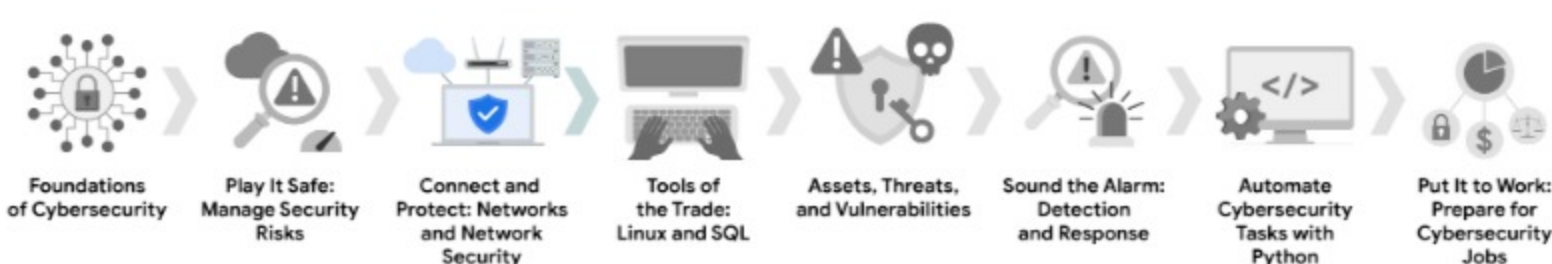 </>
$
Foundations
of Cybersecurity
Play It Safe:
Manage Security
Risks
Connect and
Protect: Networks
and Network
Security
Tools of
the Trade:
Linux and SQL
Assets, Threats,
and Vulnerabilities
Sound the Alarm:
Detection
and Response
Automate
Cybersecurity
Tasks with
Python
Put It to Work:
Prepare for
Cybersecurity
Jobs